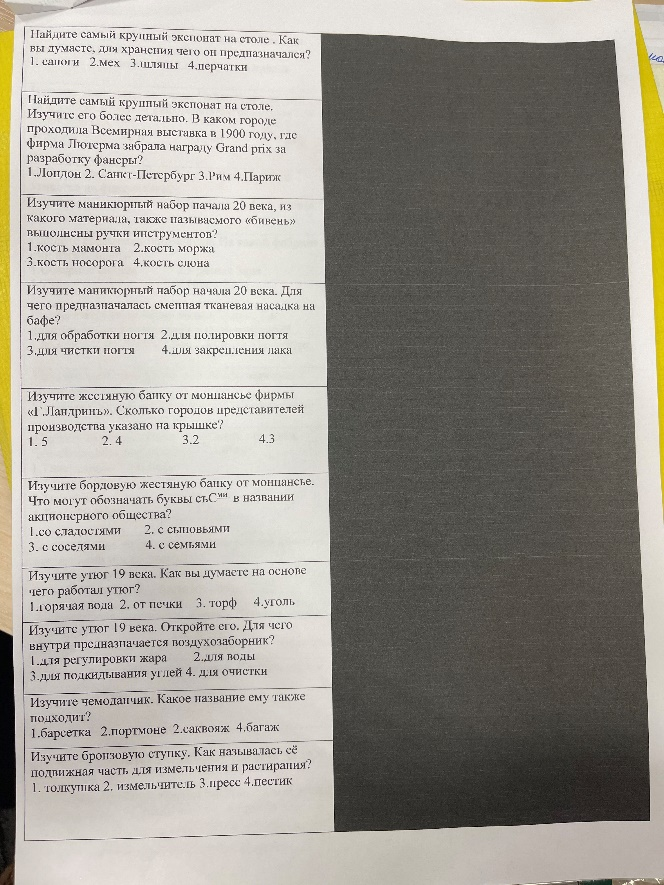 Найдите самый крупный экспонат на столе . Как
вы думаете, для хранения чего он предназначался?
1. сапоги 2.мех 3.шляпы 4.перчатки
Найдите самый крупный экспонат на столе.
Изучите его более детально. В каком городе
проходила Всемирная выставка в 1900 году, где
фирма Лютерма забрала награду Grand prix за
разработку фанеры?
1.Лондон 2. Санкт-Петербург 3.Рим 4.Париж
Изучите маникюрный набор начала 20 века, из
какого материала, также называемого «бивень»
выполнены ручки инструментов?
1.кость мамонта 2.кость моржа
3.кость носорога 4.кость слона
Изучите маникюрный набор начала 20 века. Для
чего предназначалась сменная тканевая насадка на
бафе?
1.для обработки ногтя 2.для полировки ногтя
3.для чистки ногтя 4.для закрепления лака
Изучите жестяную банку от монпансье фирмы
«Г.Ландринъ». Сколько городов представителей
производства указано на крышке?
1. 5 2. 4 3.2 4.3
Изучите бордовую жестяную банку от монпансье.
Что могут обозначать буквы съСми в названии
акционерного общества?
1.со сладостями 2. с сыновьями
3. с соседями 4. с семьями
Изучите утюг 19 века. Как вы думаете на основе
чего работал утюг?
1.горячая вода 2. от печки 3. торф 4.уголь
Изучите утюг 19 века. Откройте его. Для чего
внутри предназначается воздухозаборник?
1.для регулировки жара 2.для воды
3.для подкидывания углей 4. для очистки
Изучите чемоданчик. Какое название ему также
подходит?
1.барсетка 2.портмоне 2.саквояж 4.багаж
Изучите бронзовую ступку. Как называлась её
подвижная часть для измельчения и растирания?
1. толкушка 2. измельчитель 3.пресс 4.пестик